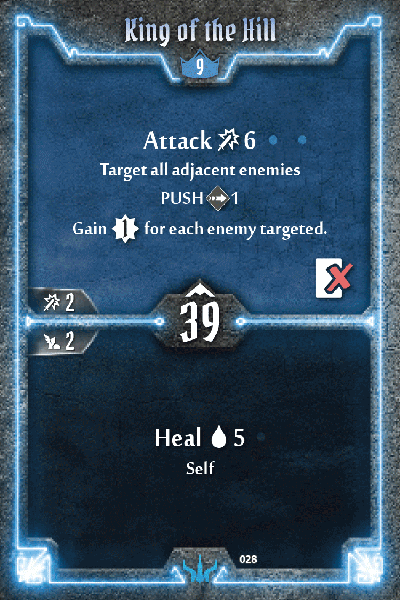 King of the Hill
9
Attack 6
Target all adjacent enemies
PUSH 1
Gain 1 for each enemy targeted.
2
39
2
Heal 5
Self
028